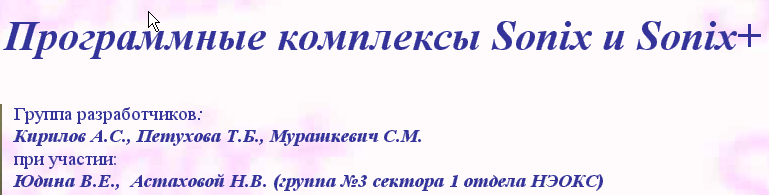 Программные комплексы Sonix и Sonix+
Группа разработчиков:
Кирилов А.С., Петухова Т.Б., Мурашкевич С.М.
при участии:
Юдина В.Е., Астаховой Н.В. (группа №3 сектора 1 отдела НЭОКС)